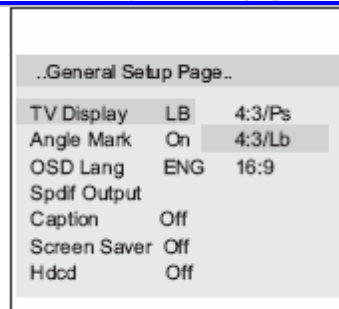 ..General Setup Page..
TV Display LB 4:3/Ps
Angle Mark On 4:3/Lb
OSD Lang ENG 16:9
Spdif Output
Caption Off
Screen Saver Off
Hdcd Off